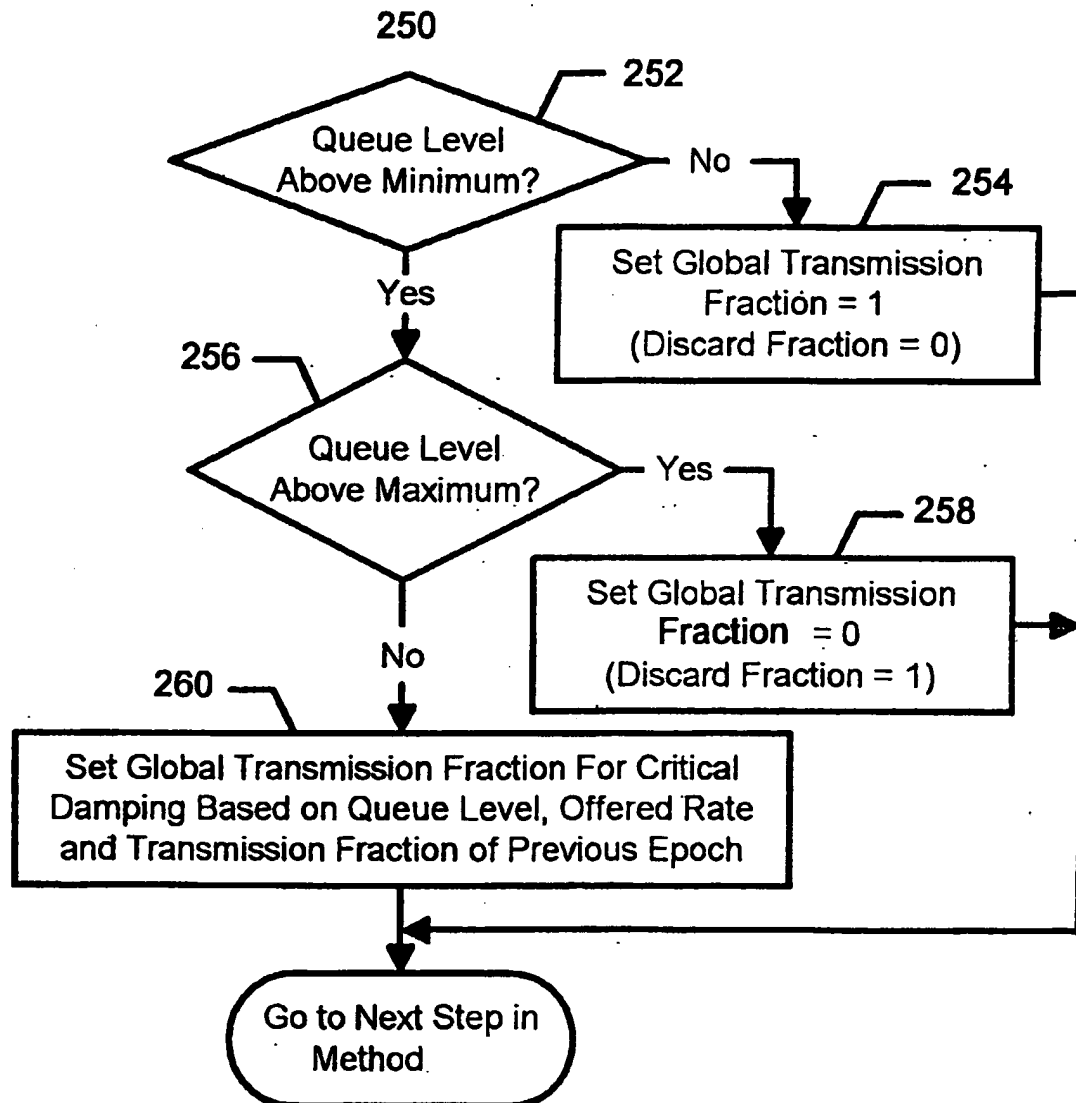 250
252
Queue Level
Above Minimum?
No
254
Set Global Transmission
Fraction = 1
(Discard Fraction = 0)
Yes
256
Queue Level
Above Maximum?
Yes
258
Set Global Transmission
Fraction = 0
(Discard Fraction = 1)
No
260
Set Global Transmission Fraction For Critical
Damping Based on Queue Level, Offered Rate
and Transmission Fraction of Previous Epoch
Go to Next Step in
Method